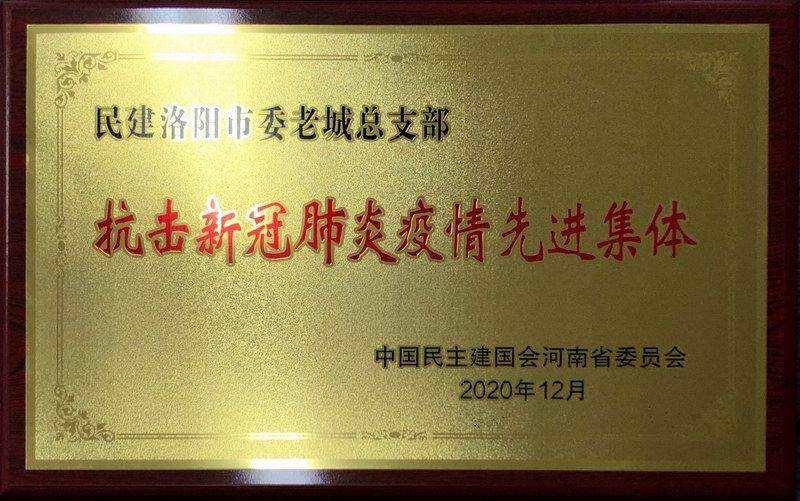 民建洛阳市委老城总支部
抗击新冠肺炎疫情先进集体
中国民主建国会河南省委员会
2020年12月